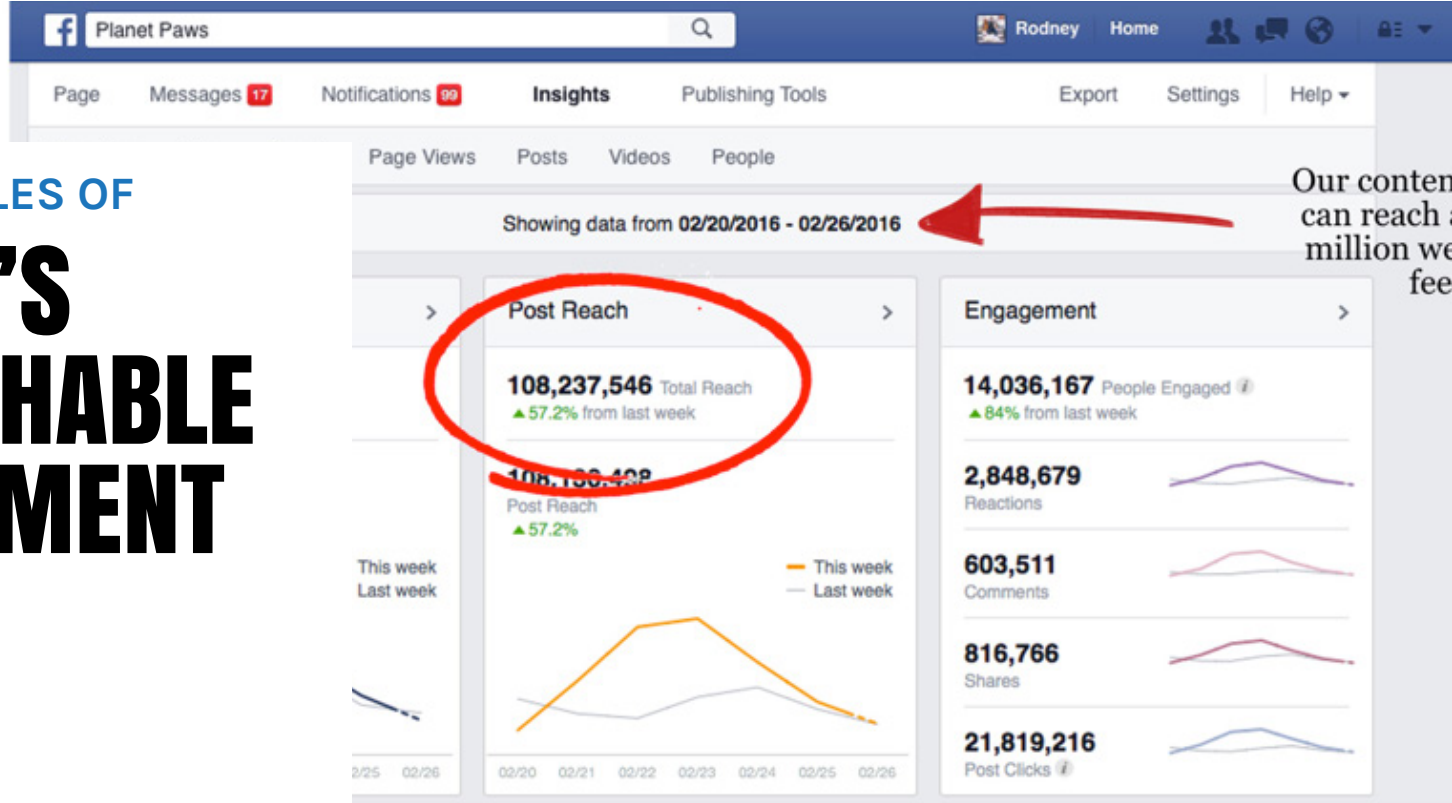 Planet Paws
Rodney Home
Page Messages 17 Notifications 99 Insights Publishing Tools Export Settings Help
Page Views Posts Videos People
LES OF
'S
HABLE
MENT
Showing data from 02/20/2016 - 02/26/2016
Our conten
can reach a
million we
fee
This week
Last week
2/25 02/26
Post Reach
108,237,546 Total Reach
57.2% from last week
Post Reach
57.2%
This week
Last week
02/20 02/21 02/22 02/23 02/24 02/25 02/26
Engagement
14,036,167 People Engaged
84% from last week
2,848,679
Reactions
603,511
Comments
816,766
Shares
21,819,216
Post Clicks